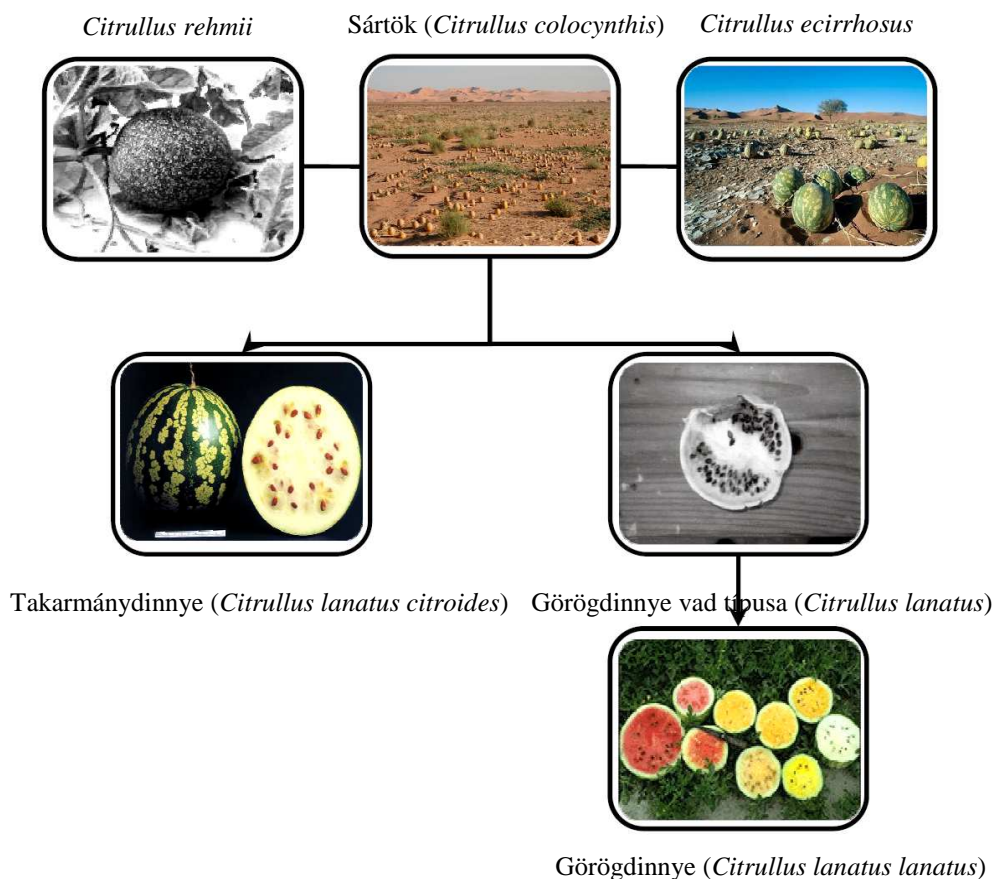 Citrullus rehmii
Sártök (Citrullus colocynthis)
Citrullus ecirrhosus
Takarmánydinnye (Citrullus lanatus citroides)
Görögdinnye vad típusa (Citrullus lanatus)
Görögdinnye (Citrullus lanatus lanatus)